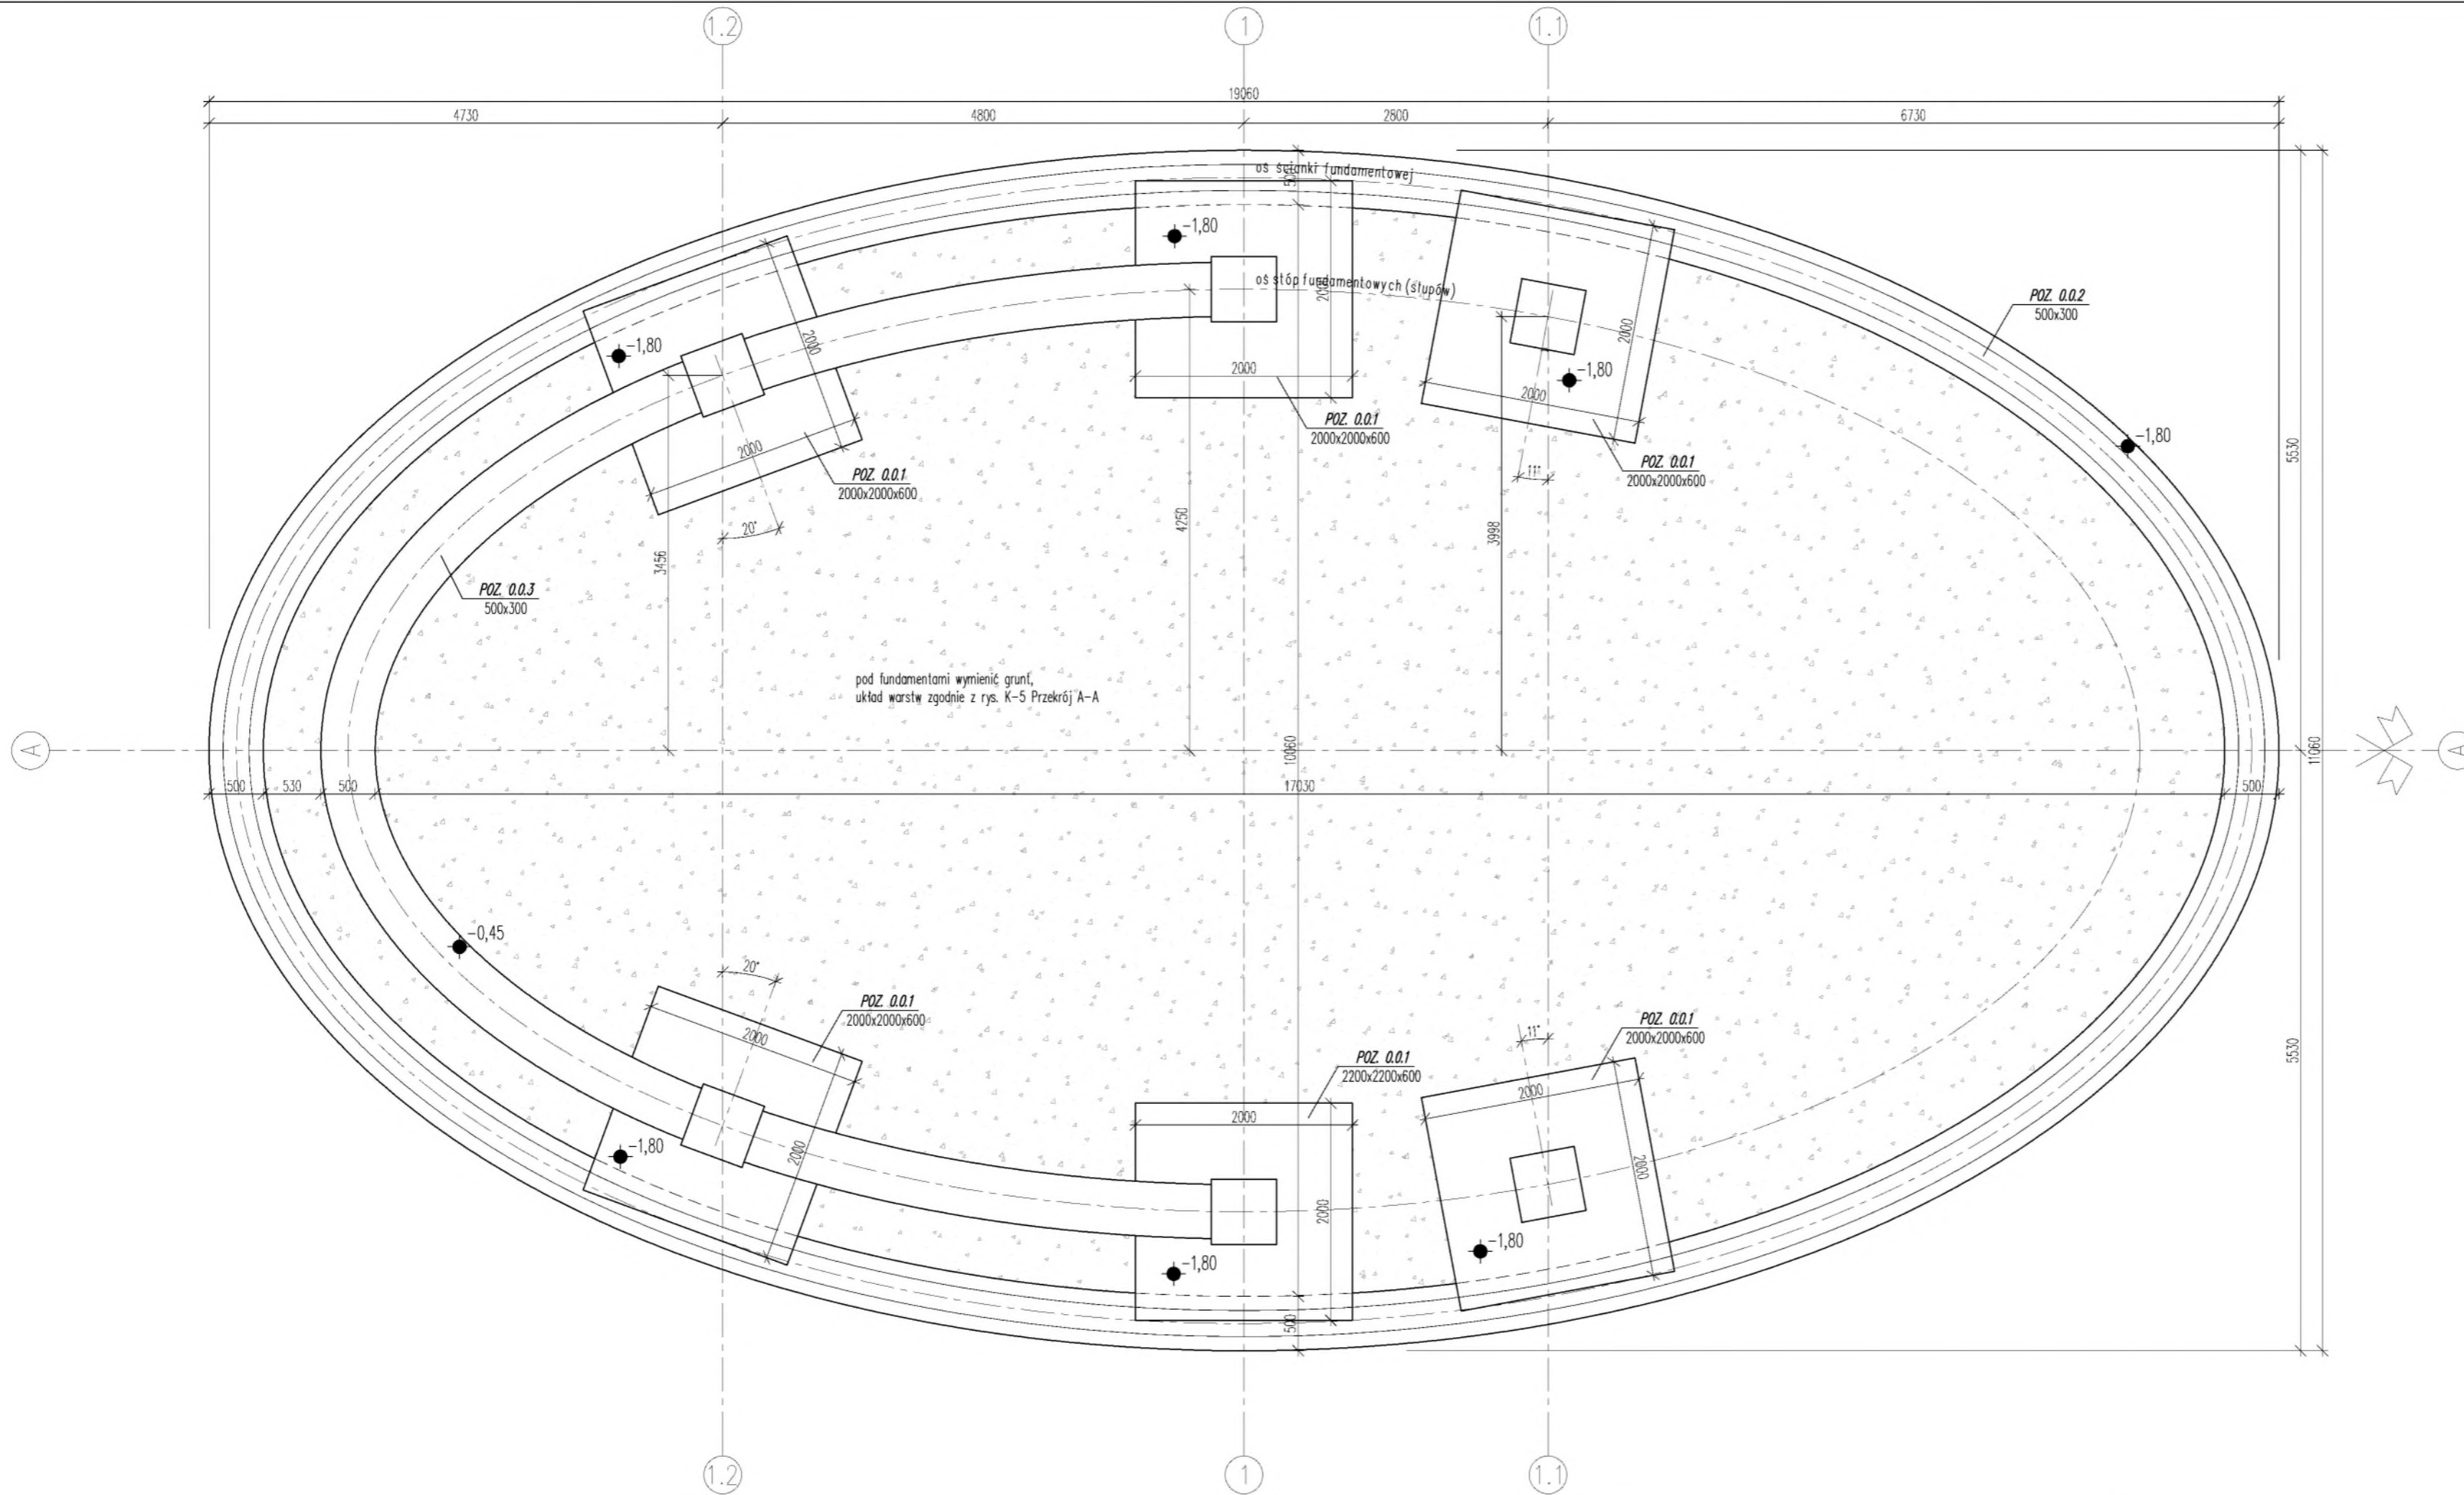 1.2
1
1.1
19060
4730
4800
2800
6730
oś ścianki fundamentowej
500
-1,80
oś stóp fundamentowych (słupów)
2000
POZ. 0.0.2
500x300
-1,80
2000
2000
-1,80
2000
2000
-1,80
POZ. 0.0.1
2000x2000x600
2000
POZ. 0.0.1
2000x2000x600
POZ. 0.0.1
2000x2000x600
11°
20°
3456
4250
3998
5530
POZ. 0.0.3
500x300
pod fundamentami wymienić grunt,
układ warstw zgodnie z rys. K-5 Przekrój A-A
A
10060
11060
A
500
530
500
17030
500
-0,45
20°
POZ. 0.0.1
2000x2000x600
2000
11°
POZ. 0.0.1
2000x2000x600
POZ. 0.0.1
2200x2200x600
5530
2000
2000
-1,80
2000
2000
2000
-1,80
-1,80
500
1.2
1
1.1